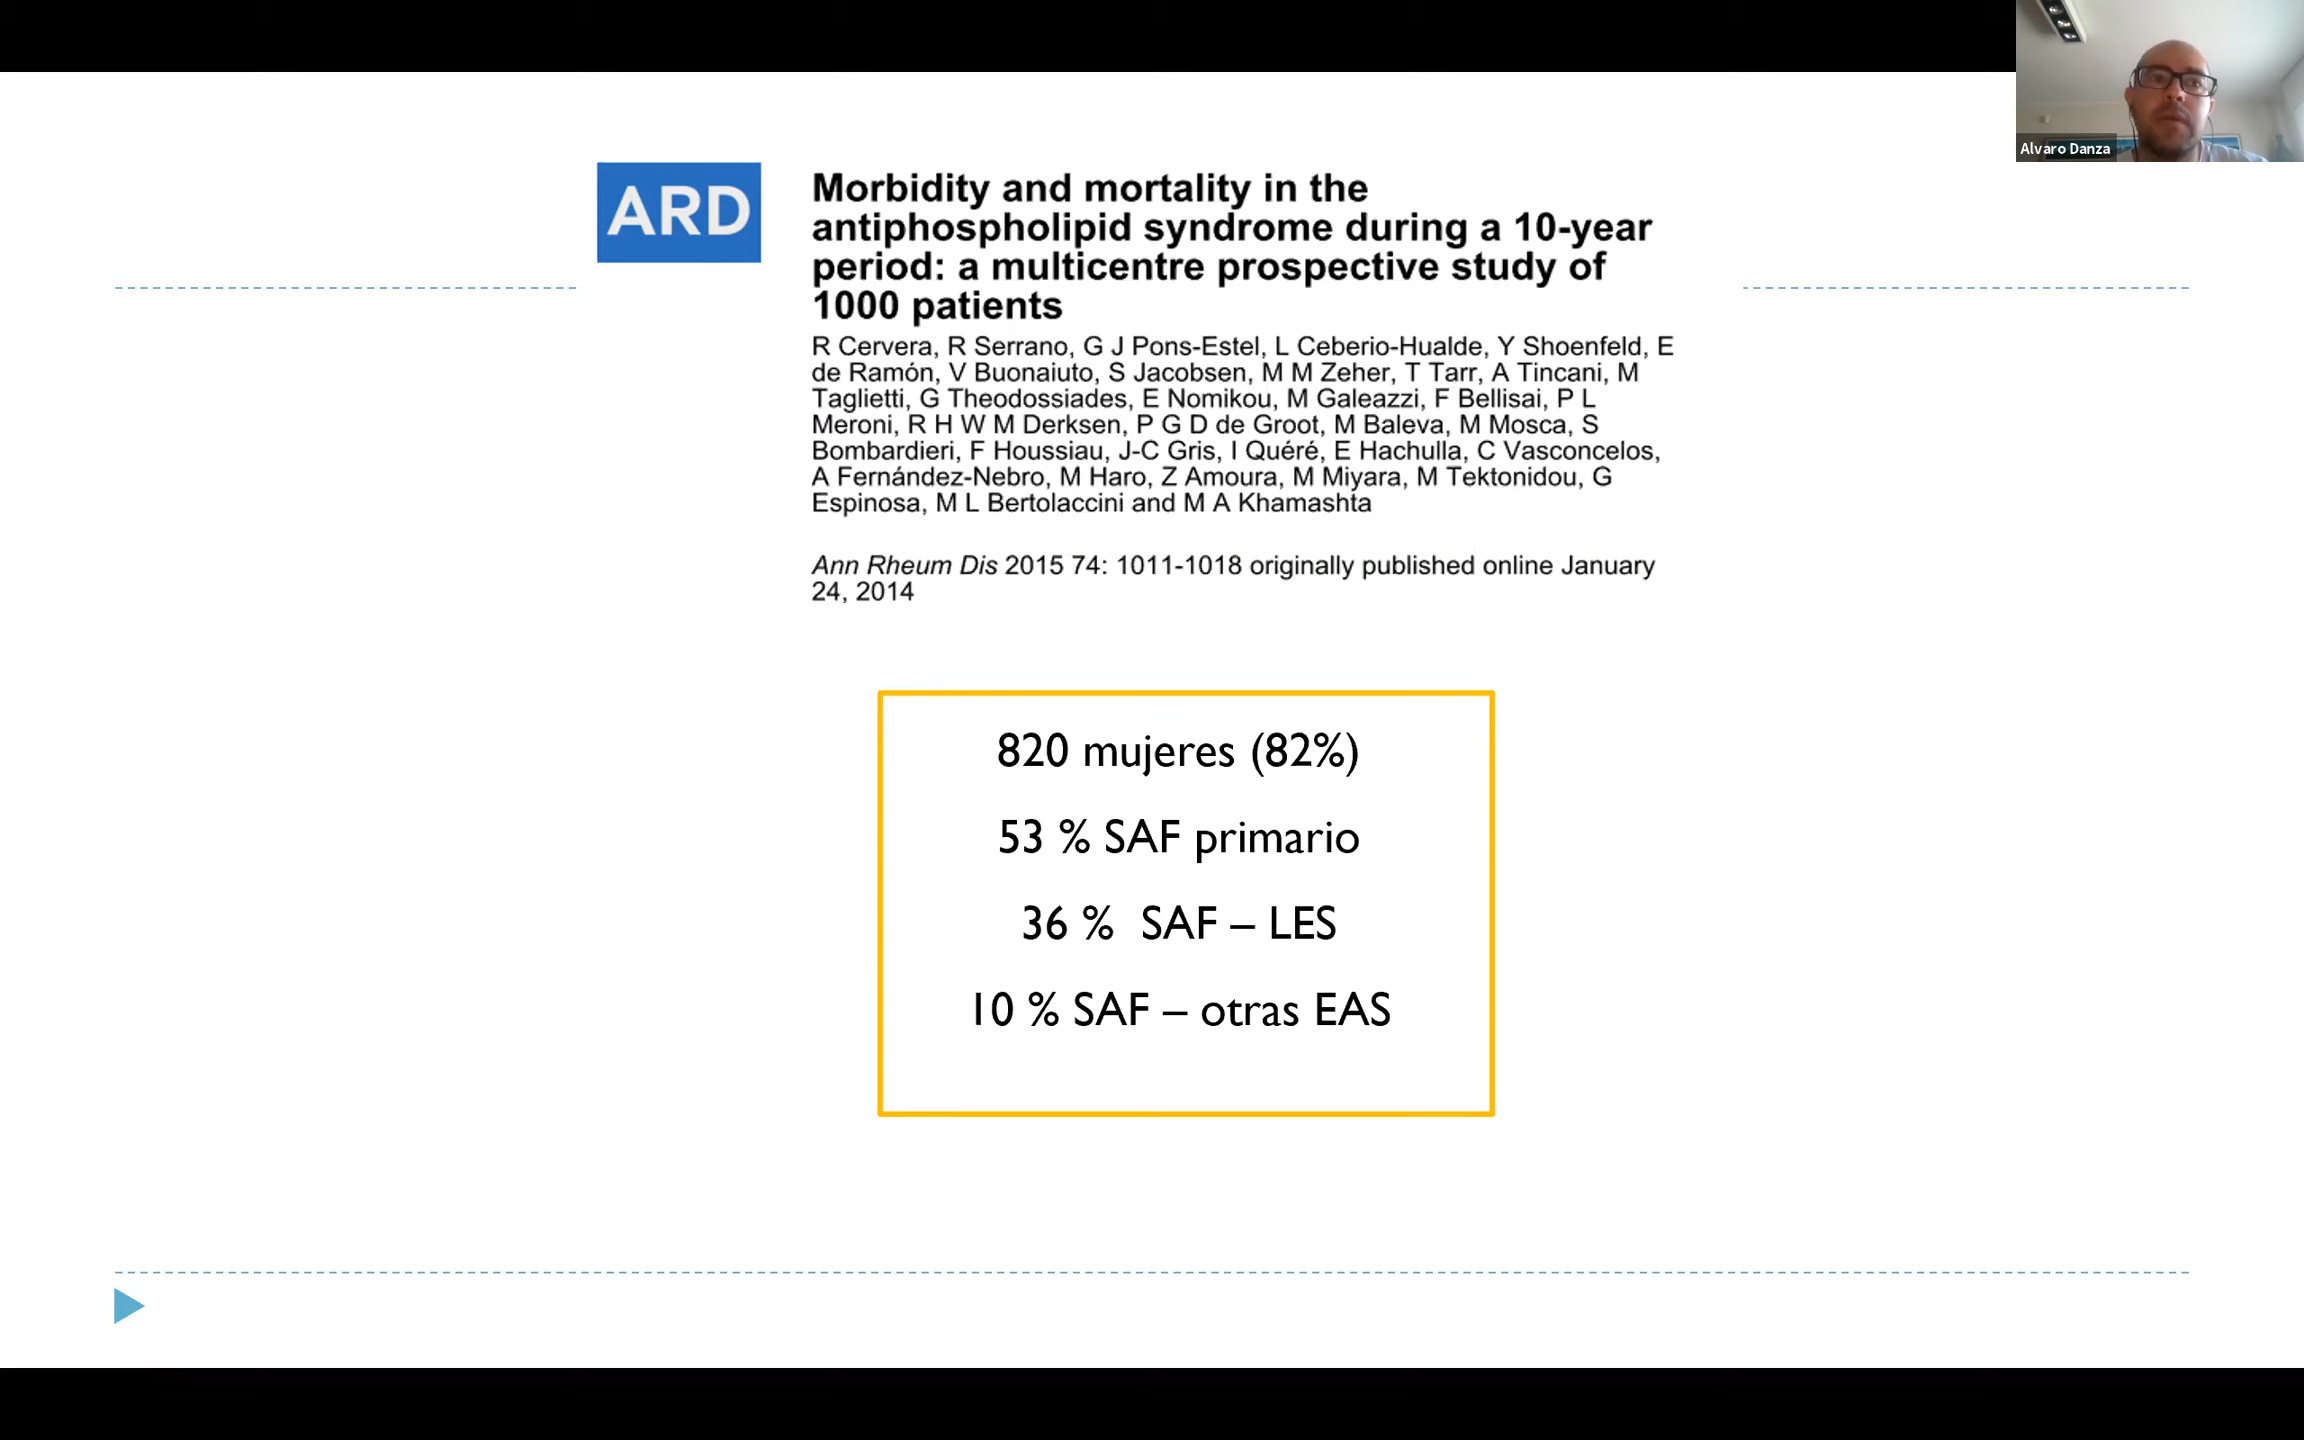 Alvaro Danza
ARD
Morbidity and mortality in the
antiphospholipid syndrome during a 10-year
period: a multicentre prospective study of
1000 patients
R Cervera, R Serrano, G J Pons-Estel, L Ceberio-Hualde, Y Shoenfeld, E
de Ramón, V Buonaiuto, S Jacobsen, M M Zeher, T Tarr, A Tincani, M
Taglietti, G Theodossiades, E Nomikou, M Galeazzi, F Bellisai, P L
Meroni, R H W M Derksen, P G D de Groot, M Baleva, M Mosca, S
Bombardieri, F Houssiau, J-C Gris, I Quéré, E Hachulla, C Vasconcelos,
A Fernández-Nebro, M Haro, Z Amoura, M Miyara, M Tektonidou, G
Espinosa, M L Bertolaccini and M A Khamashta
Ann Rheum Dis 2015 74: 1011-1018 originally published online January
24, 2014
820 mujeres (82%)
53 % SAF primario
36 % SAF – LES
10 % SAF – otras EAS